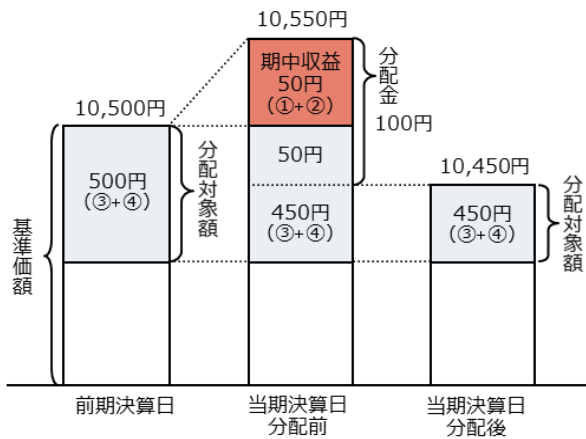 10,550円
期中収益
50円
(①+②)
分配金
100円
10,500円
500円
(③+④)
分配対象額
50円
450円
(③+④)
10,450円
450円
(③+④)
分配対象額
基準価額
前期決算日
当期決算日
分配前
当期決算日
分配後